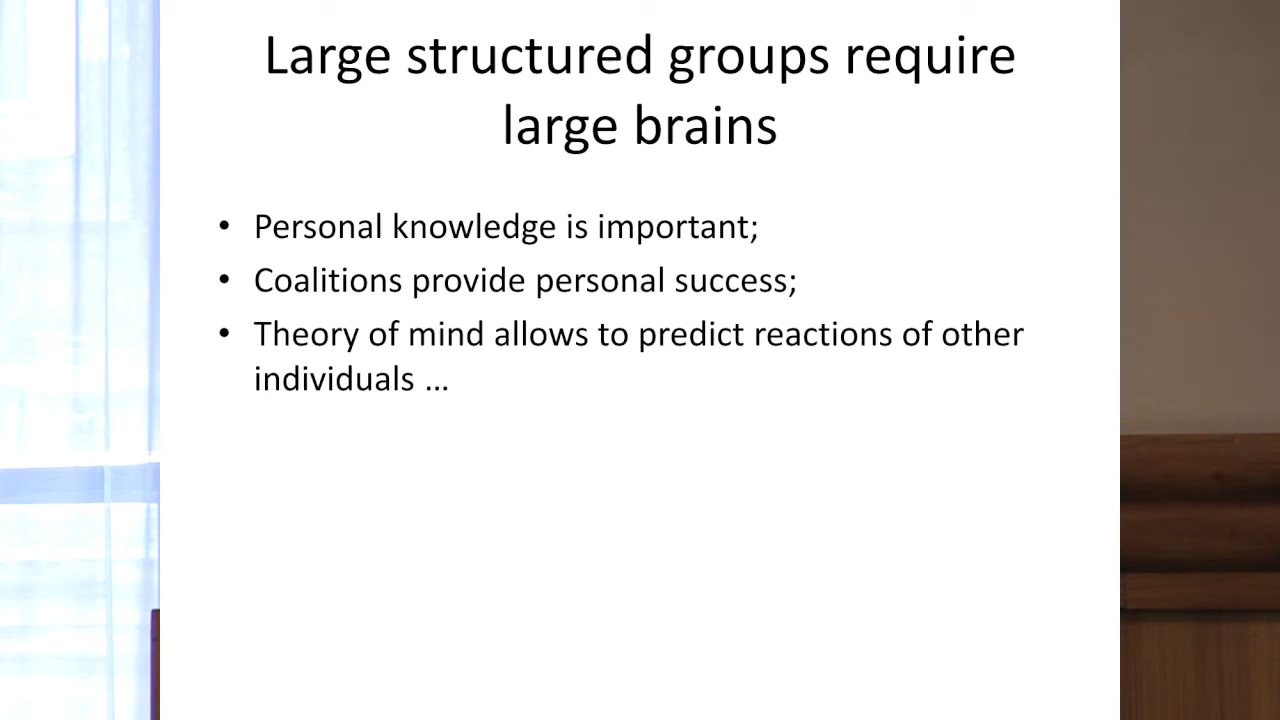 Large structured groups require
large brains
• Personal knowledge is important;
• Coalitions provide personal success;
• Theory of mind allows to predict reactions of other
individuals …